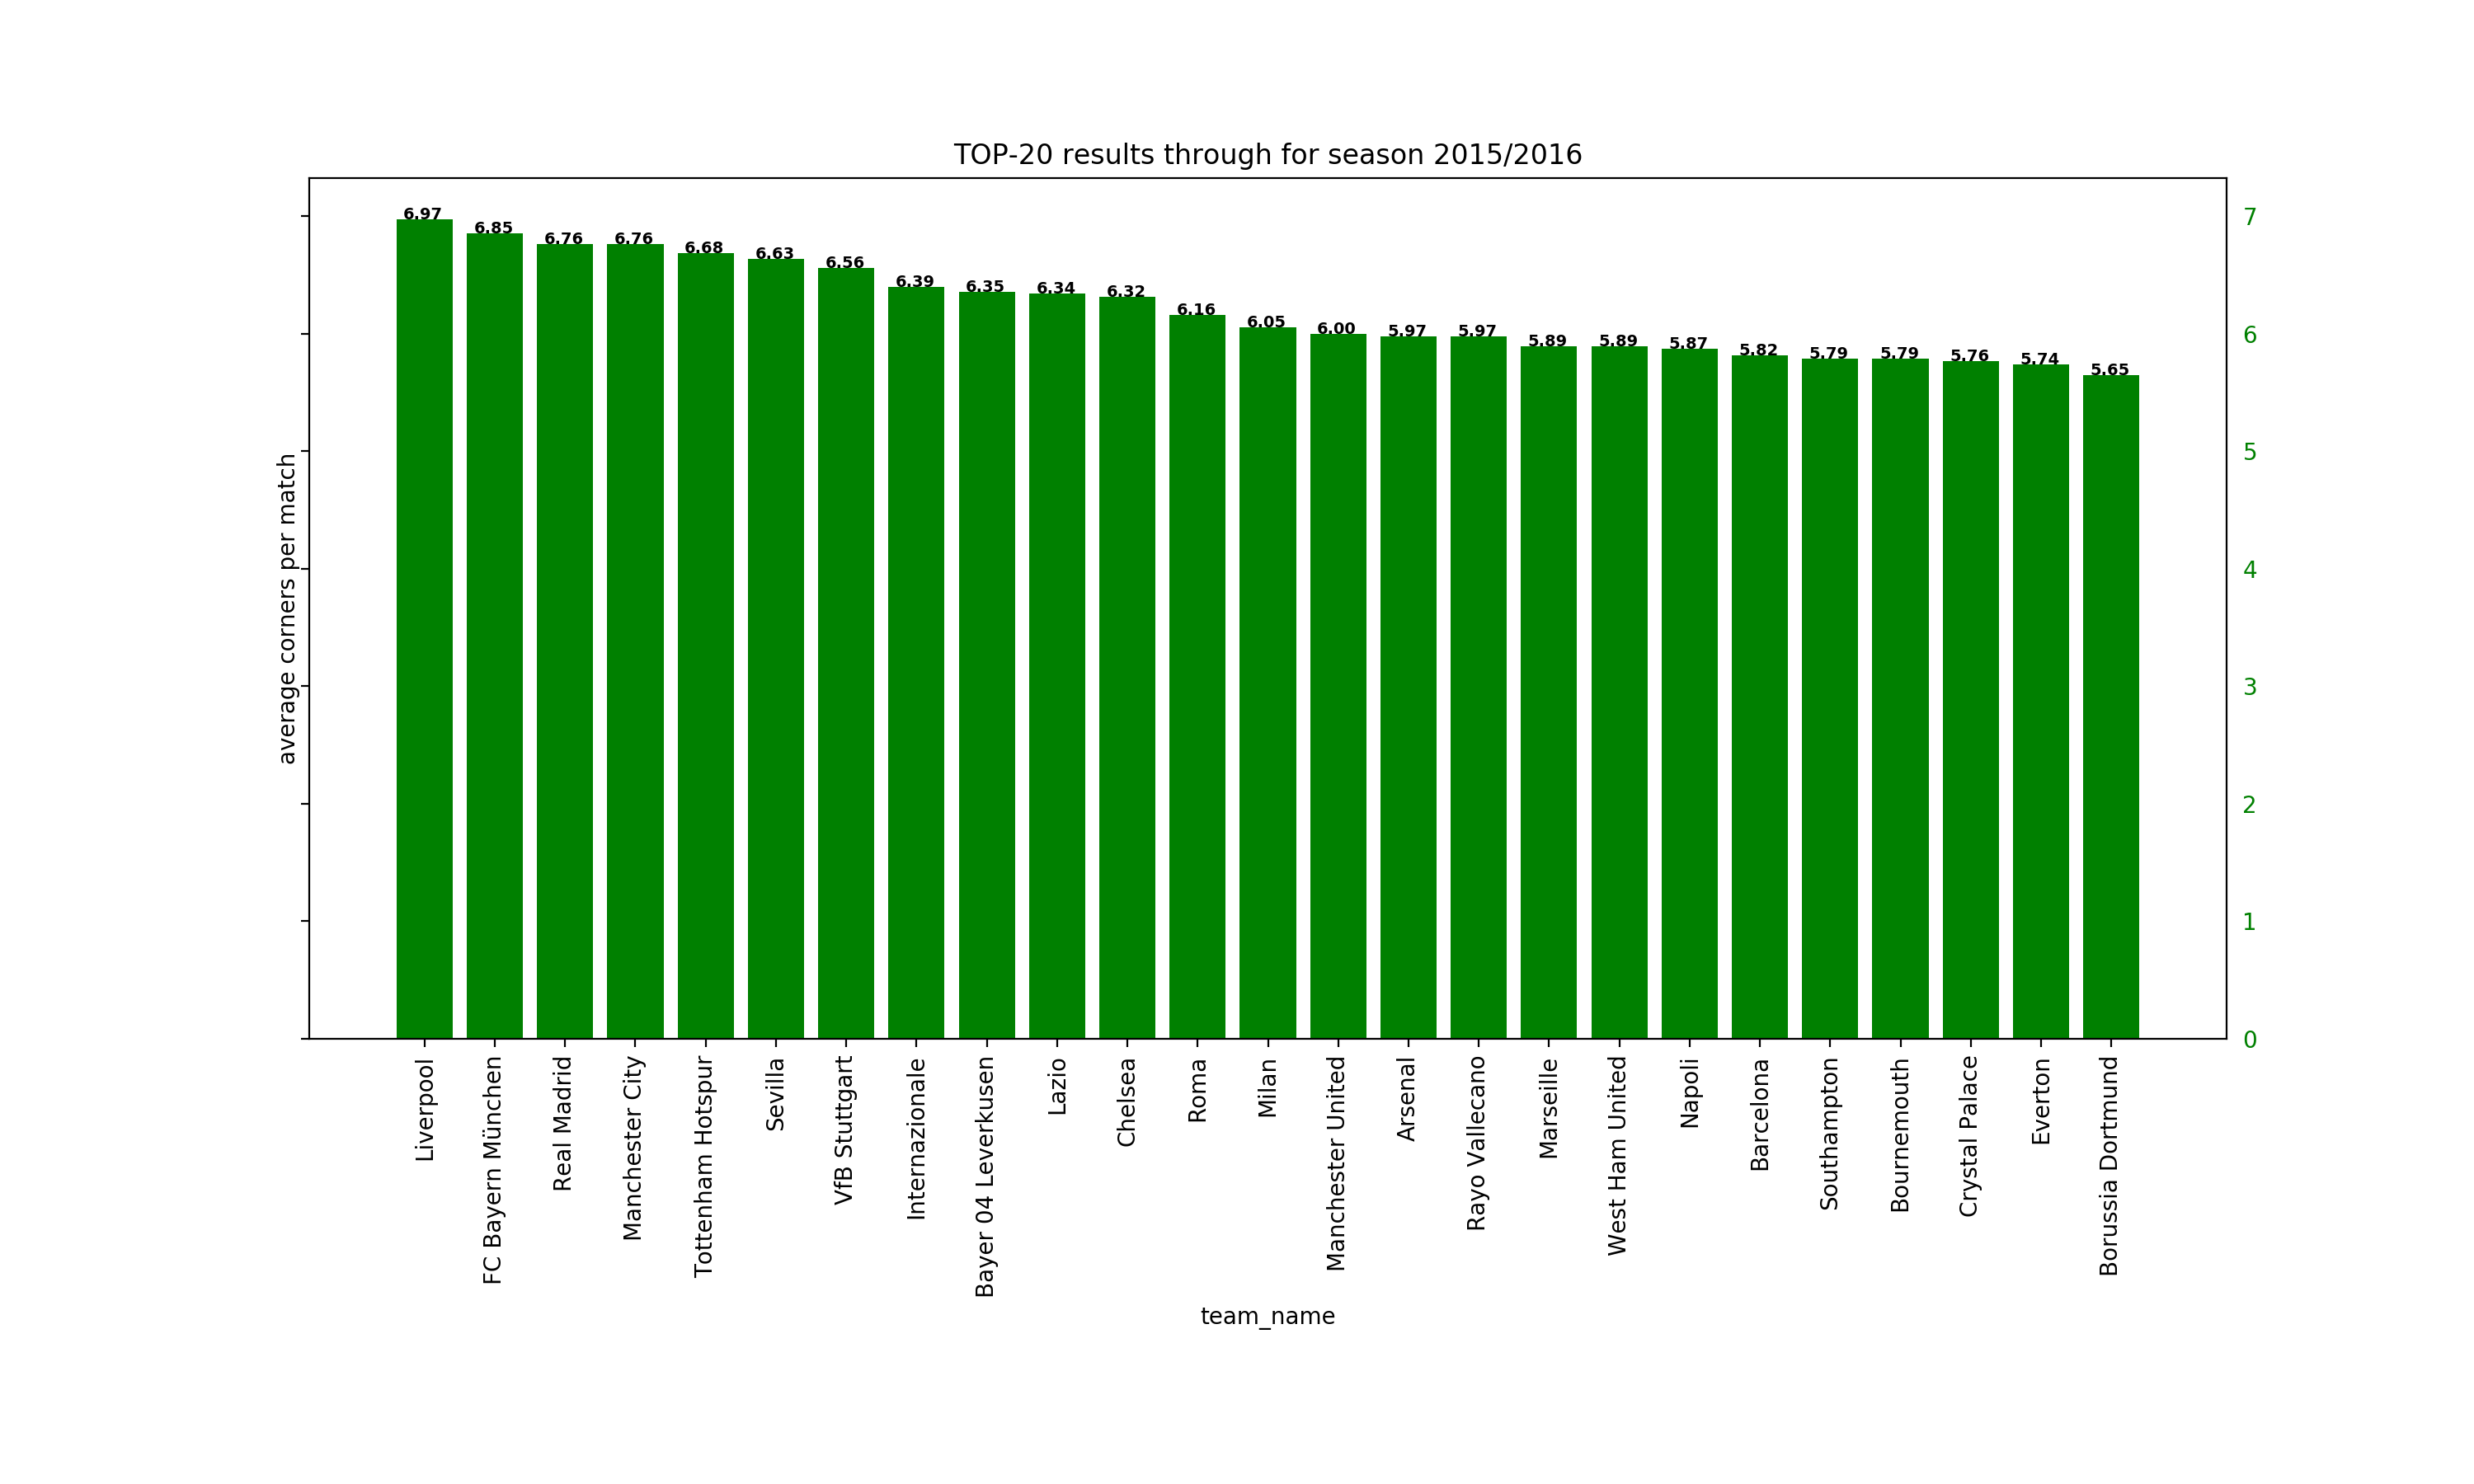 TOP-20 results through for season 2015/2016
average corners per match
6.97
6.85
6.76
6.76
6.68
6.63
6.56
6.39
6.35
6.34
6.32
6.16
6.05
6.00
5.97
5.97
5.89
5.89
5.87
5.82
5.79
5.79
5.76
5.74
5.65
7
6
5
4
3
2
1
0
Liverpool
FC Bayern München
Real Madrid
Manchester City
Tottenham Hotspur
Sevilla
VfB Stuttgart
Internazionale
Bayer 04 Leverkusen
Lazio
Chelsea
Roma
Milan
Manchester United
Arsenal
Rayo Vallecano
Marseille
West Ham United
Napoli
Barcelona
Southampton
Bournemouth
Crystal Palace
Everton
Borussia Dortmund
team_name